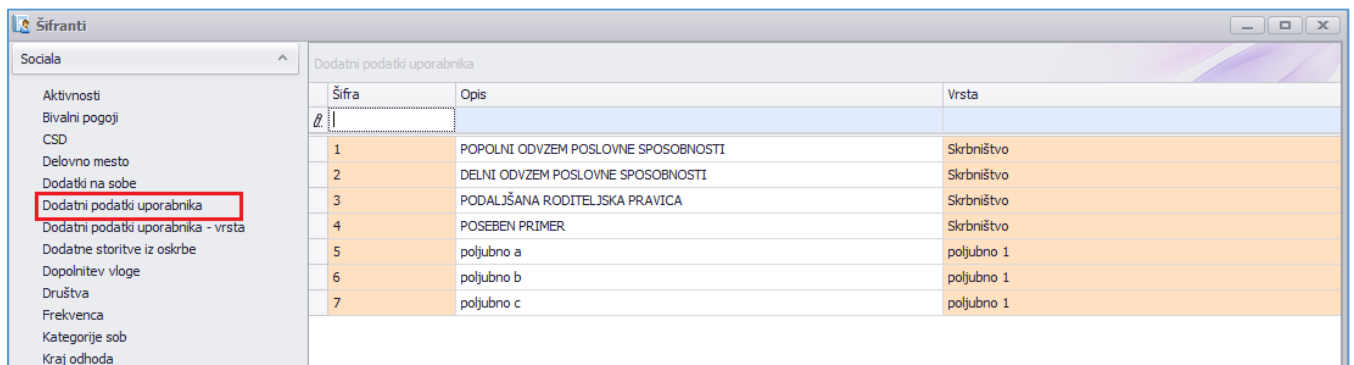 Šifranti
Sociala
Aktivnosti
Bivalni pogoji
CSD
Delovno mesto
Dodatki na sobe
Dodatni podatki uporabnika
Dodatni podatki uporabnika - vrsta
Dodatne storitve iz oskrbe
Dopolnitev vloge
Društva
Frekvenca
Kategorije sob
Kraj odhoda
Dodatni podatki uporabnika
Šifra Opis Vrsta
1 POPOLNI ODVZEM POSLOVNE SPOSOBNOSTI Skrbništvo
2 DELNI ODVZEM POSLOVNE SPOSOBNOSTI Skrbništvo
3 PODALJŠANA RODITELJSKA PRAVICA Skrbništvo
4 POSEBEN PRIMER Skrbništvo
5 poljubno a poljubno 1
6 poljubno b poljubno 1
7 poljubno c poljubno 1